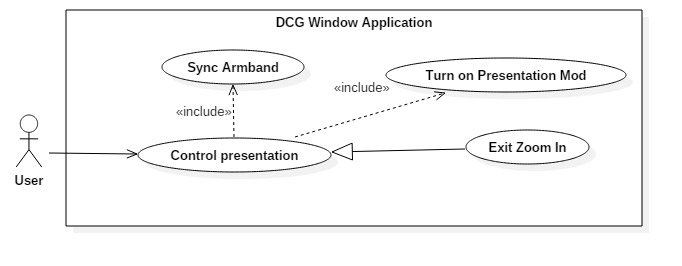 DCG Window Application
Sync Armband
Turn on Presentation Mod
«include»
«include»
Control presentation
Exit Zoom In
User